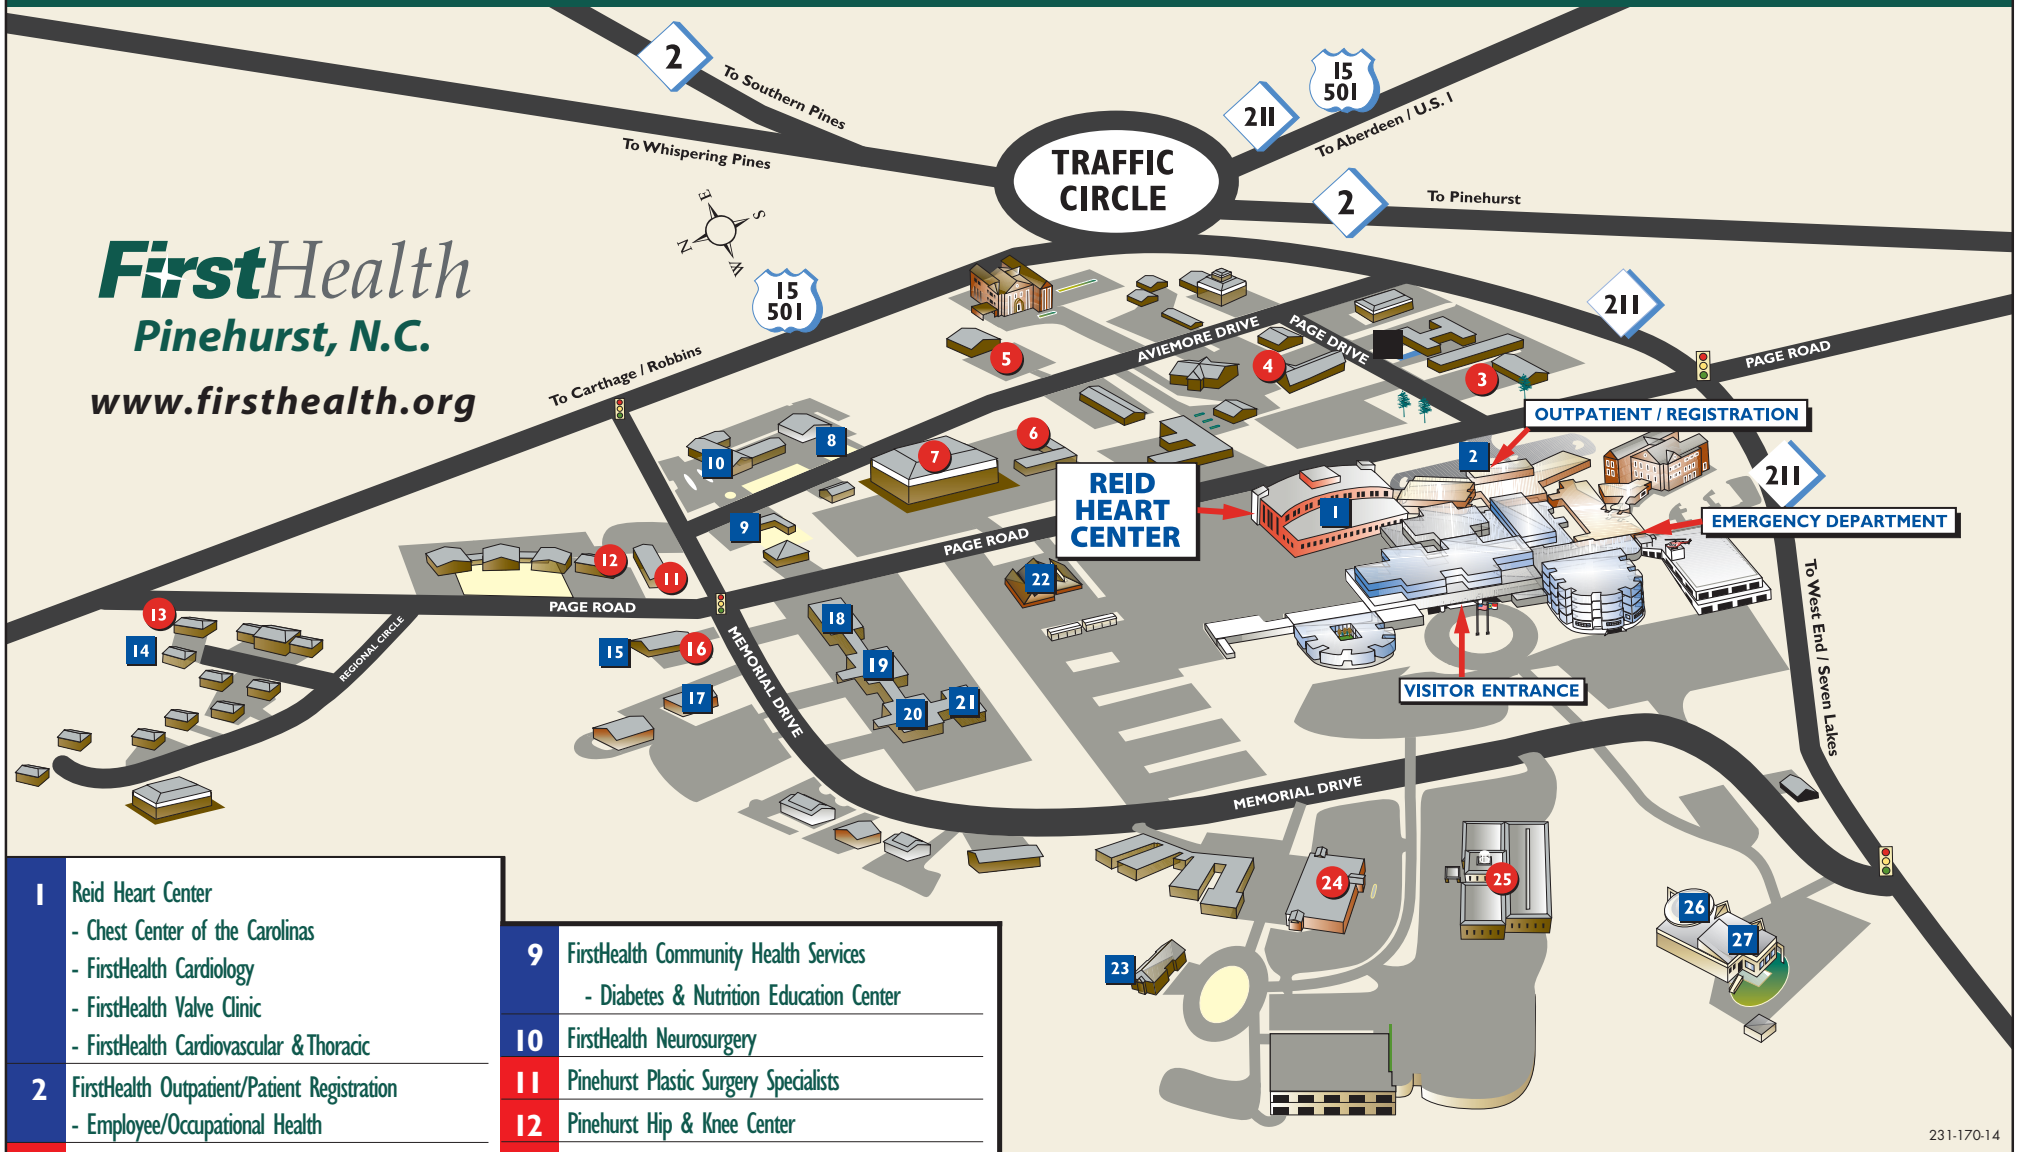 2
To Southern Pines
To Whispering Pines
TRAFFIC
CIRCLE
211
15
501
To Aberdeen / U.S. 1
2
To Pinehurst
E
S
N
W
FirstHealth
Pinehurst, N.C.
www.firsthealth.org
15
501
To Carthage / Robbins
211
PAGE ROAD
AVIEMORE DRIVE
PAGE DRIVE
5
4
3
OUTPATIENT / REGISTRATION
8
10
6
7
2
211
REID
HEART
CENTER
1
EMERGENCY DEPARTMENT
9
PAGE ROAD
12
11
22
To West End / Seven Lakes
PAGE ROAD
13
14
REGIONAL CIRCLE
15
16
17
MEMORIAL DRIVE
18
19
20
21
VISITOR ENTRANCE
MEMORIAL DRIVE
24
25
23
26
27
1 Reid Heart Center
- Chest Center of the Carolinas
- FirstHealth Cardiology
- FirstHealth Valve Clinic
- FirstHealth Cardiovascular & Thoracic
2 FirstHealth Outpatient/Patient Registration
- Employee/Occupational Health
9 FirstHealth Community Health Services
- Diabetes & Nutrition Education Center
10 FirstHealth Neurosurgery
11 Pinehurst Plastic Surgery Specialists
12 Pinehurst Hip & Knee Center
231-170-14